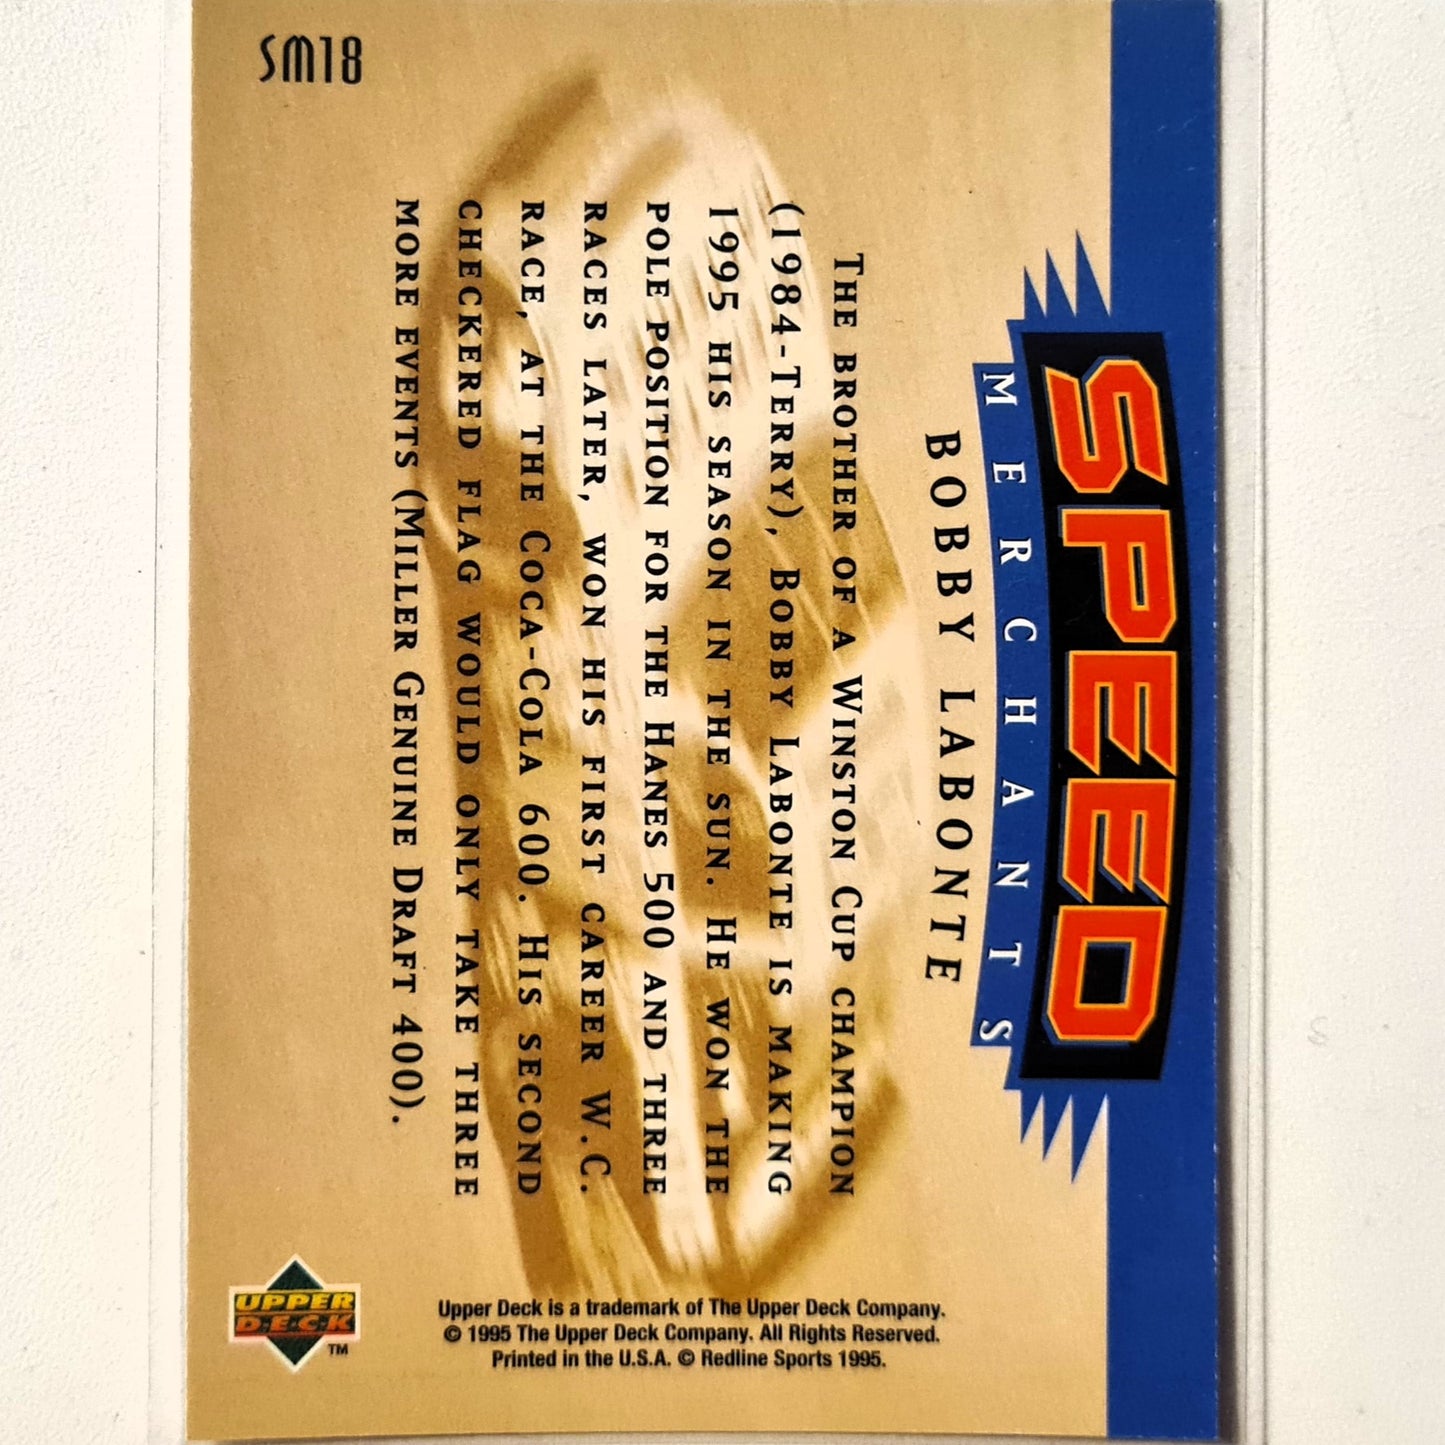 SM18
SPEED
MERCHANTS
BOBBY LABONTE
THE BROTHER OF A WINSTON CUP CHAMPION
(1984-TERRY), BOBBY LABONTE IS MAKING
1995 HIS SEASON IN THE SUN. HE WON THE
POLE POSITION FOR THE HANES 500 AND THREE
RACES LATER, WON HIS FIRST CAREER W.C.
RACE, AT THE COCA-COLA 600. HIS SECOND
CHECKERED FLAG WOULD ONLY TAKE THREE
MORE EVENTS (MILLER GENUINE DRAFT 400).
UPPER
DECK
TM
Upper Deck is a trademark of The Upper Deck Company.
© 1995 The Upper Deck Company. All Rights Reserved.
Printed in the U.S.A. © Redline Sports 1995.